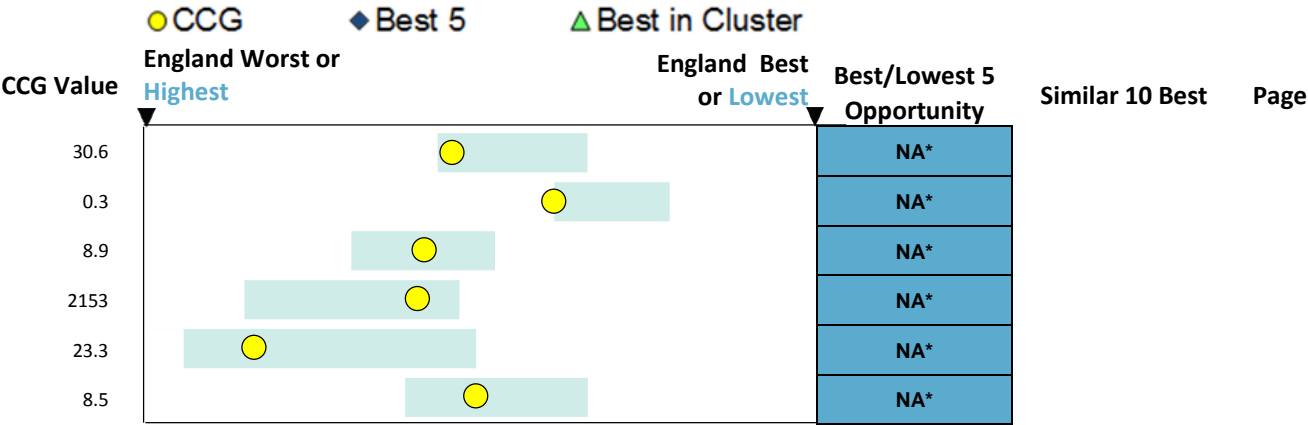 CCG Best 5 Best in Cluster
CCG Value
England Worst or
Highest
England Best
or Lowest
Best/Lowest 5
Opportunity
Similar 10 Best
Page
30.6 NA*
0.3 NA*
8.9 NA*
2153 NA*
23.3 NA*
8.5 NA*